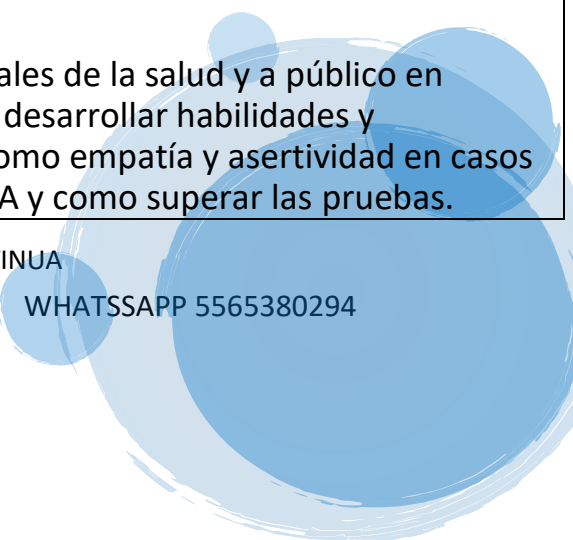 ales de la salud y a público en
desarrollar habilidades y
omo empatía y asertividad en casos
A y como superar las pruebas.
TINUA
WHATSSAPP 5565380294